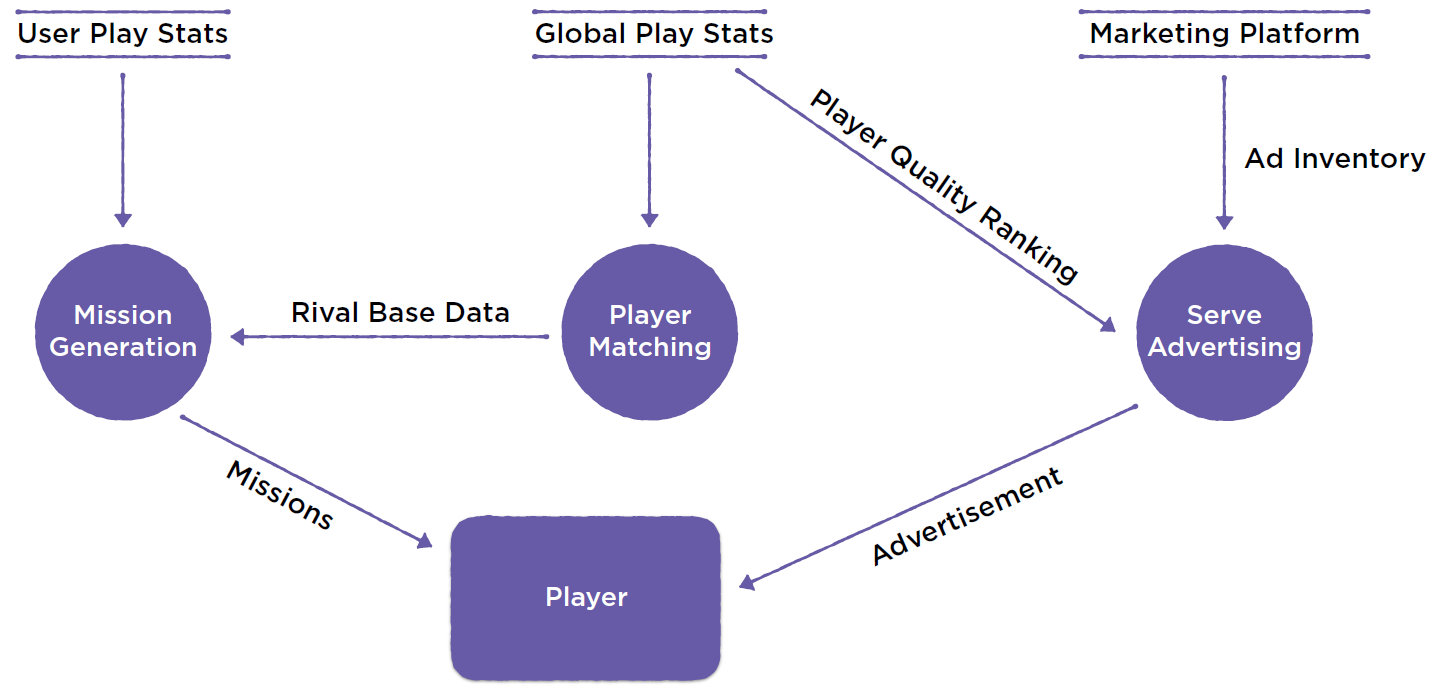 User Play Stats
Global Play Stats
Marketing Platform
Player Quality Ranking
Ad Inventory
Mission
Generation
Rival Base Data
Player
Matching
Serve
Advertising
Missions
Advertisement
Player